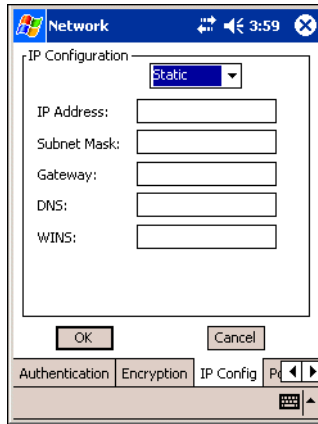 Network 3:59
IP Configuration
Static
IP Address:
Subnet Mask:
Gateway:
DNS:
WINS:
OK Cancel
Authentication Encryption IP Config